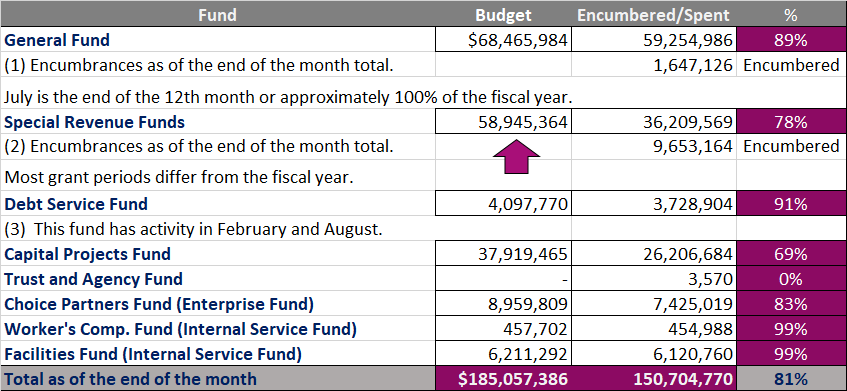 Fund Budget Encumbered/Spent %
General Fund $68,465,984 59,254,986 89%
(1) Encumbrances as of the end of the month total. 1,647,126 Encumbered
July is the end of the 12th month or approximately 100% of the fiscal year.
Special Revenue Funds 58,945,364 36,209,569 78%
(2) Encumbrances as of the end of the month total. 9,653,164 Encumbered
Most grant periods differ from the fiscal year.
Debt Service Fund 4,097,770 3,728,904 91%
(3) This fund has activity in February and August.
Capital Projects Fund 37,919,465 26,206,684 69%
Trust and Agency Fund - 3,570 0%
Choice Partners Fund (Enterprise Fund) 8,959,809 7,425,019 83%
Worker's Comp. Fund (Internal Service Fund) 457,702 454,988 99%
Facilities Fund (Internal Service Fund) 6,211,292 6,120,760 99%
Total as of the end of the month $185,057,386 150,704,770 81%